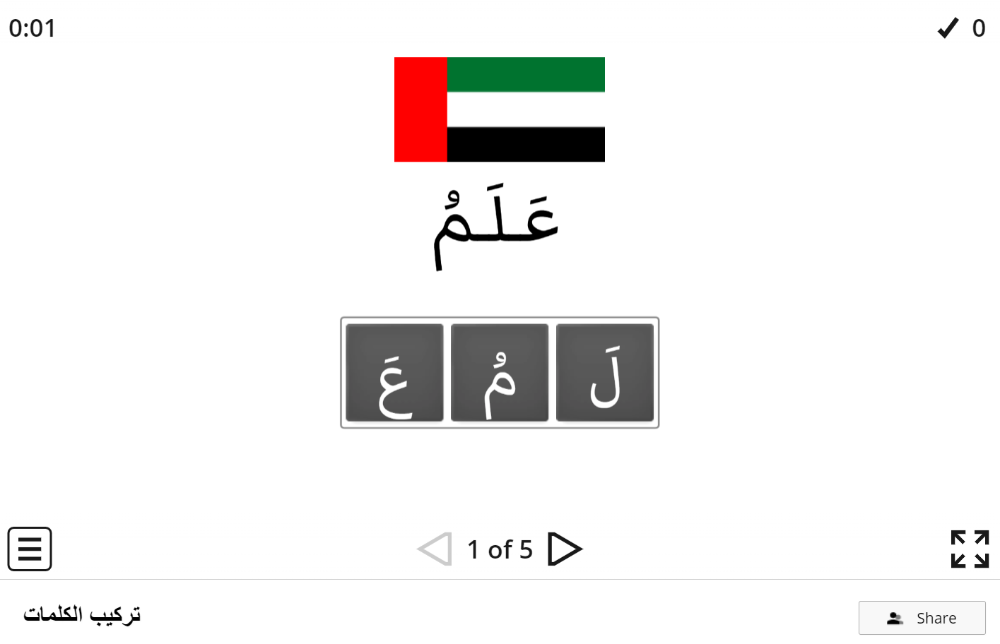 0:01
0
عَلَمُ
عَ مُ لَ
1 of 5
تركيب الكلمات
Share